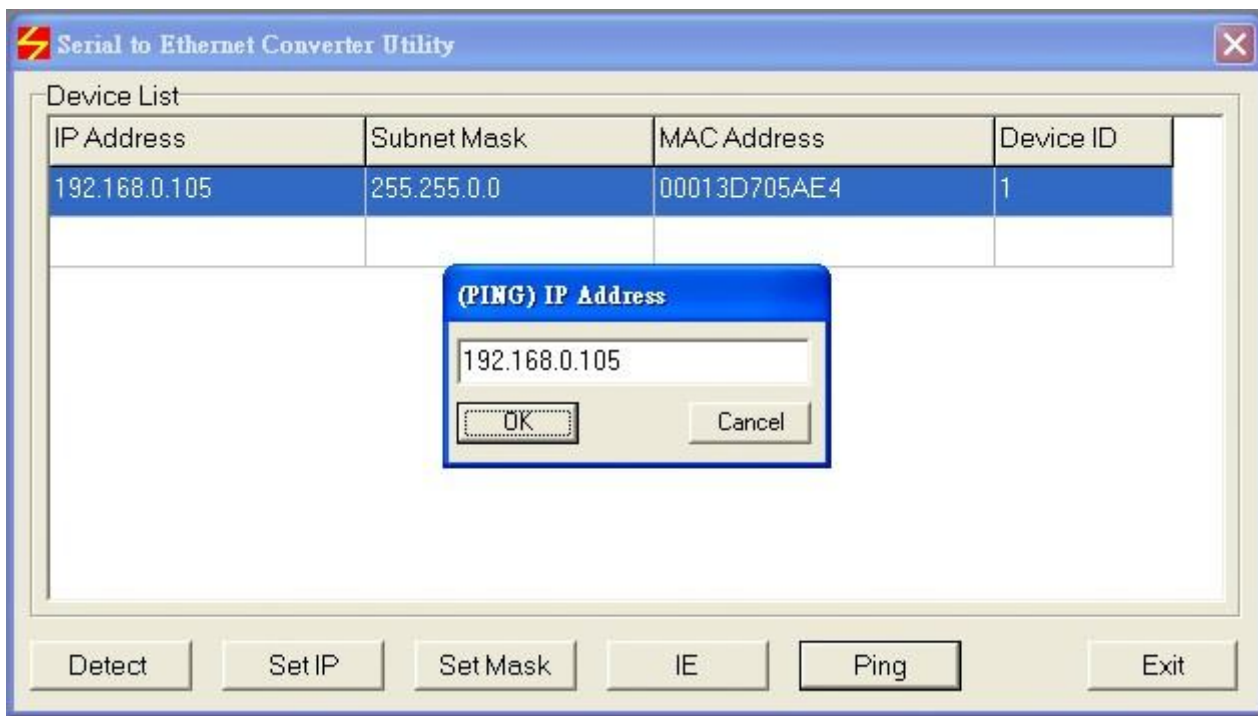 Serial to Ethernet Converter Utility
Device List
IP Address Subnet Mask MAC Address Device ID
192.168.0.105 255.255.0.0 00013D705AE4 1
(PING) IP Address
192.168.0.105
OK Cancel
Detect Set IP Set Mask IE Ping Exit